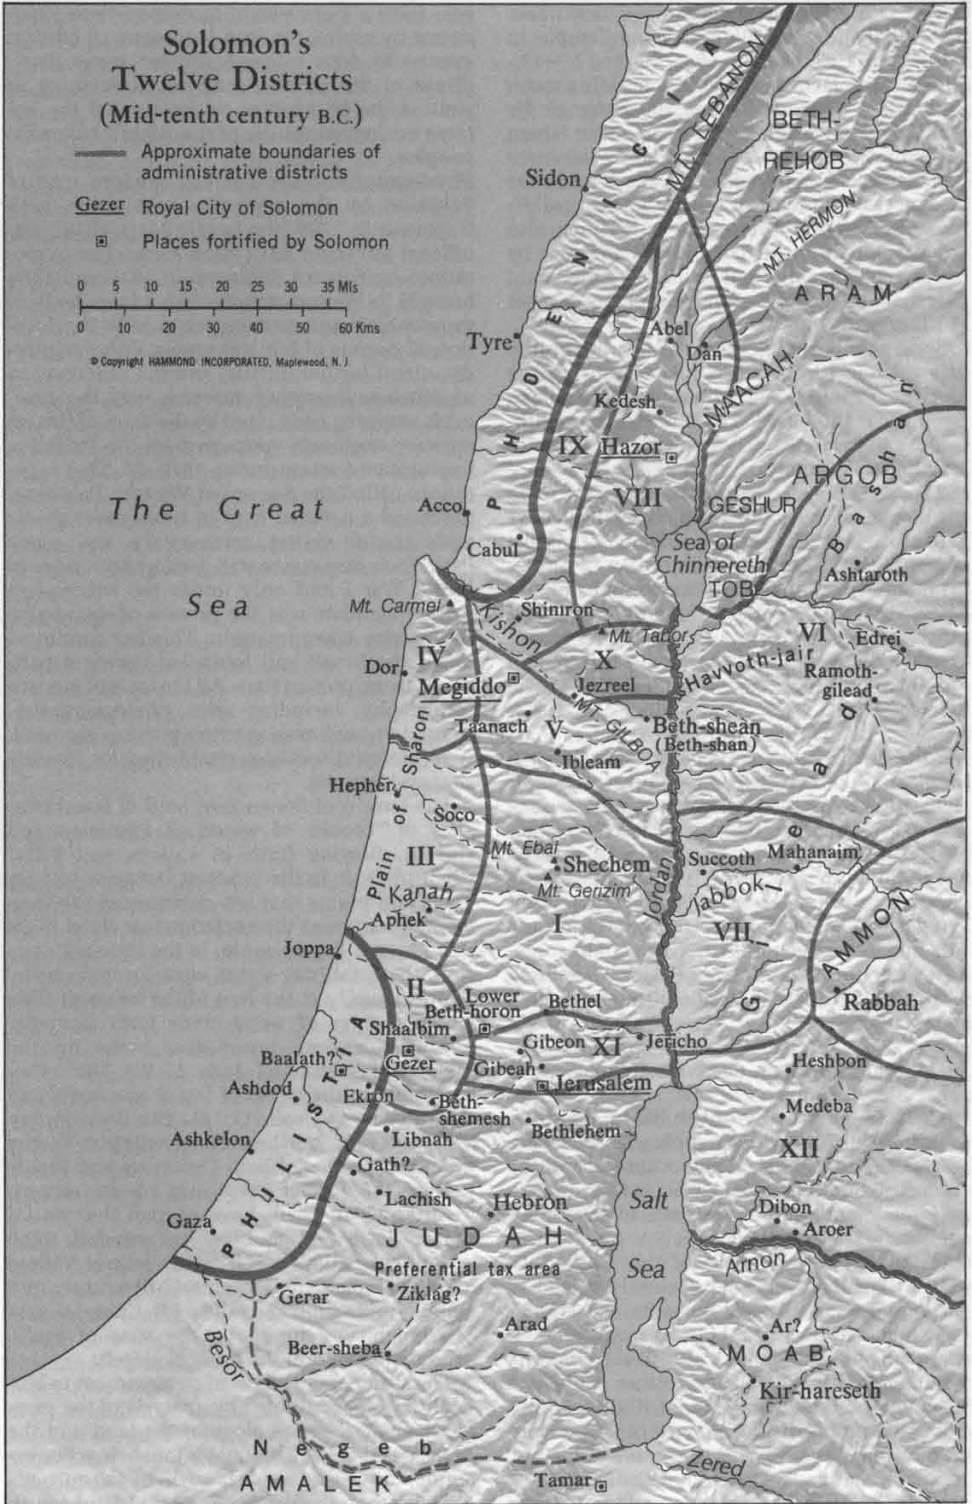 Solomon's
Twelve Districts
(Mid-tenth century B.C.)
Approximate boundaries of
administrative districts
Gezer Royal City of Solomon
Places fortified by Solomon
0 5 10 15 20 25 30 35 Mls
0 10 20 30 40 50 60 Kms
© Copyright HAMMOND INCORPORATED, Maplewood, N. J.
PHOENICIA
MT. LEBANON
BETH-
REHOB
Sidon
MT. HERMON
ARAM
Tyre
Abel
Dan
MAACAH
Kedesh
IX
Hazor
VIII
ARGOB
Bashan
GESHUR
The Great
Sea
Acco
Cabul
Sea of
Chinnereth
TOB
Ashtaroth
Mt. Carmel
Kishon
Shimron
Mt. Tabor
VI
Edrei
Havvoth-jair
Ramoth-
gilead
IV
X
Dor
Megiddo
Jezreel
MT. GILBOA
Taanach
V
Beth-shean
(Beth-shan)
Ibleam
Plain of Sharon
Hepher
Soco
Gilead
III
Mt. Ebal
Shechem
Mt. Gerizim
Jordan
Succoth
Mahanaim
Jabbok
Kanah
Aphek
I
VII
AMMON
Joppa
II
Lower
Beth-horon
Bethel
Rabbah
Shaalbim
Gibeon
XI
Jericho
Baalath?
Gezer
Gibeah
Heshbon
Ashdod
Ekron
Jerusalem
Beth-
shemesh
Medeba
PHILISTIA
Ashkelon
Libnah
Bethlehem
XII
Gath?
Lachish
Hebron
Salt
Sea
Dibon
Aroer
Gaza
JUDAH
Arnon
Preferential tax area
Gerar
Ziklag?
Arad
Ar?
Beer-sheba
MOAB
Besor
Kir-hareseth
Negeb
AMALEK
Tamar
Zered